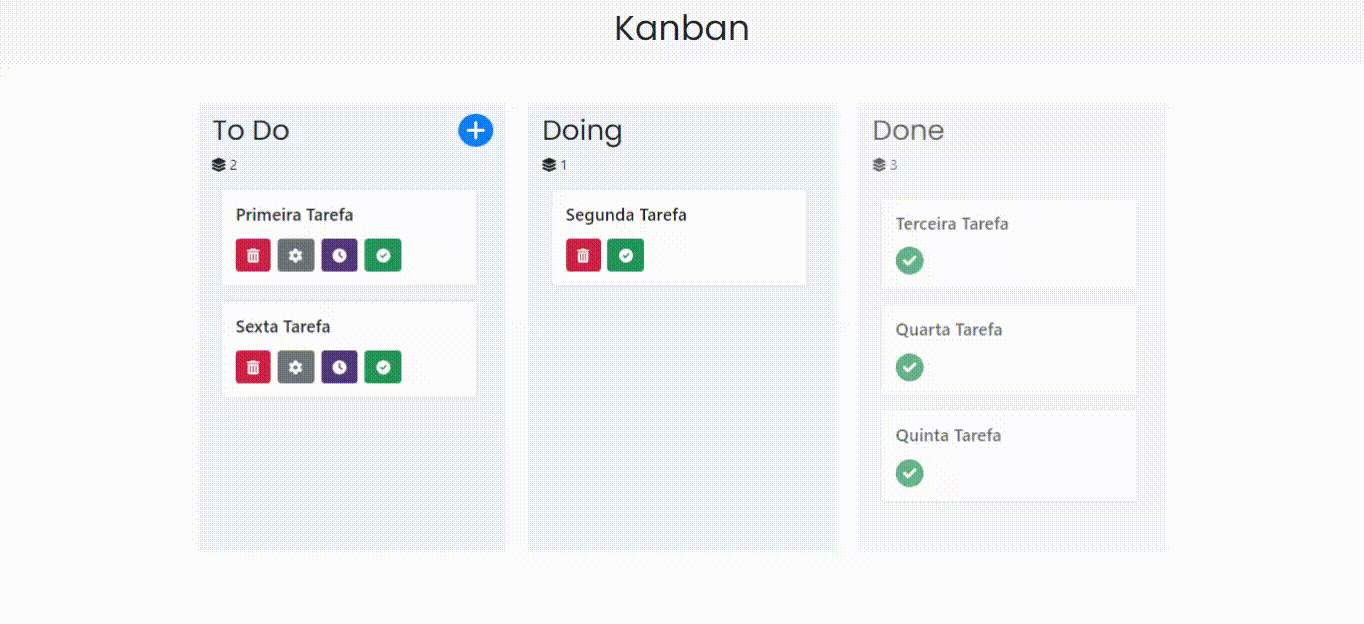 Kanban
To Do
2
Primeira Tarefa
Sexta Tarefa
Doing
1
Segunda Tarefa
Done
3
Terceira Tarefa
Quarta Tarefa
Quinta Tarefa